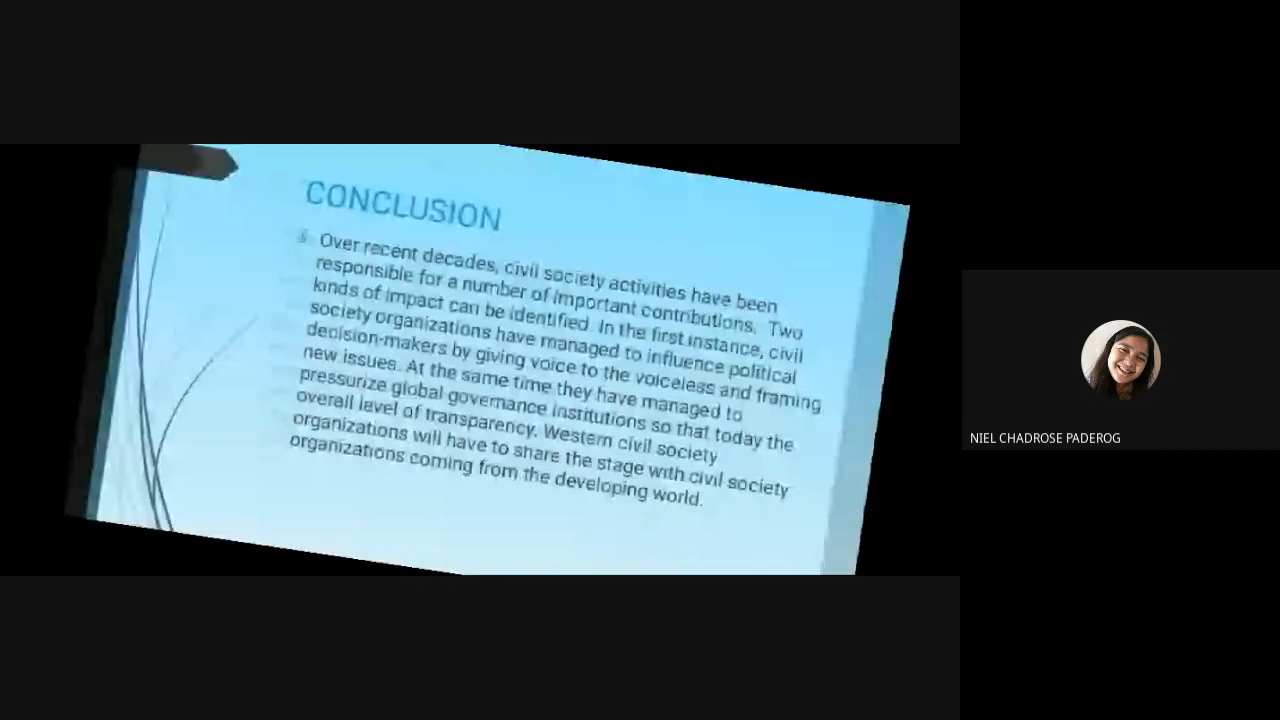 CONCLUSION
Over recent decades, civil society activities have been
responsible for a number of important contributions. Two
kinds of impact can be identified. In the first instance, civil
society organizations have managed to influence political
decision-makers by giving voice to the voiceless and framing
new issues. At the same time they have managed to
pressurize global governance institutions so that today the
overall level of transparency. Western civil society
organizations will have to share the stage with civil society
organizations coming from the developing world.
NIEL CHADROSE PADEROG